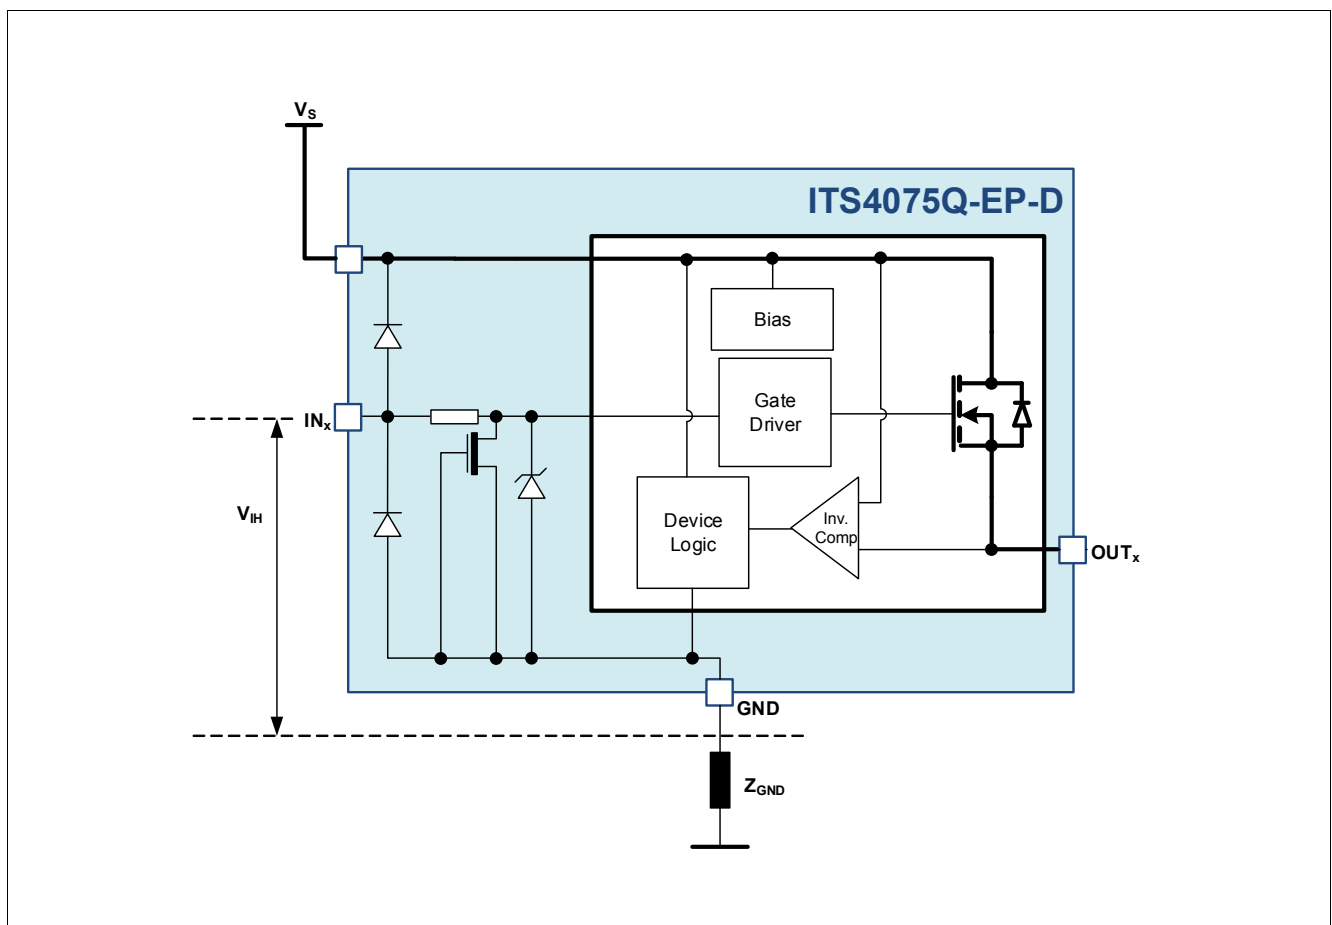 VS
ITS4075Q-EP-D
Bias
Gate
Driver
INx
VIH
Device
Logic
Inv.
Comp
OUTx
GND
ZGND